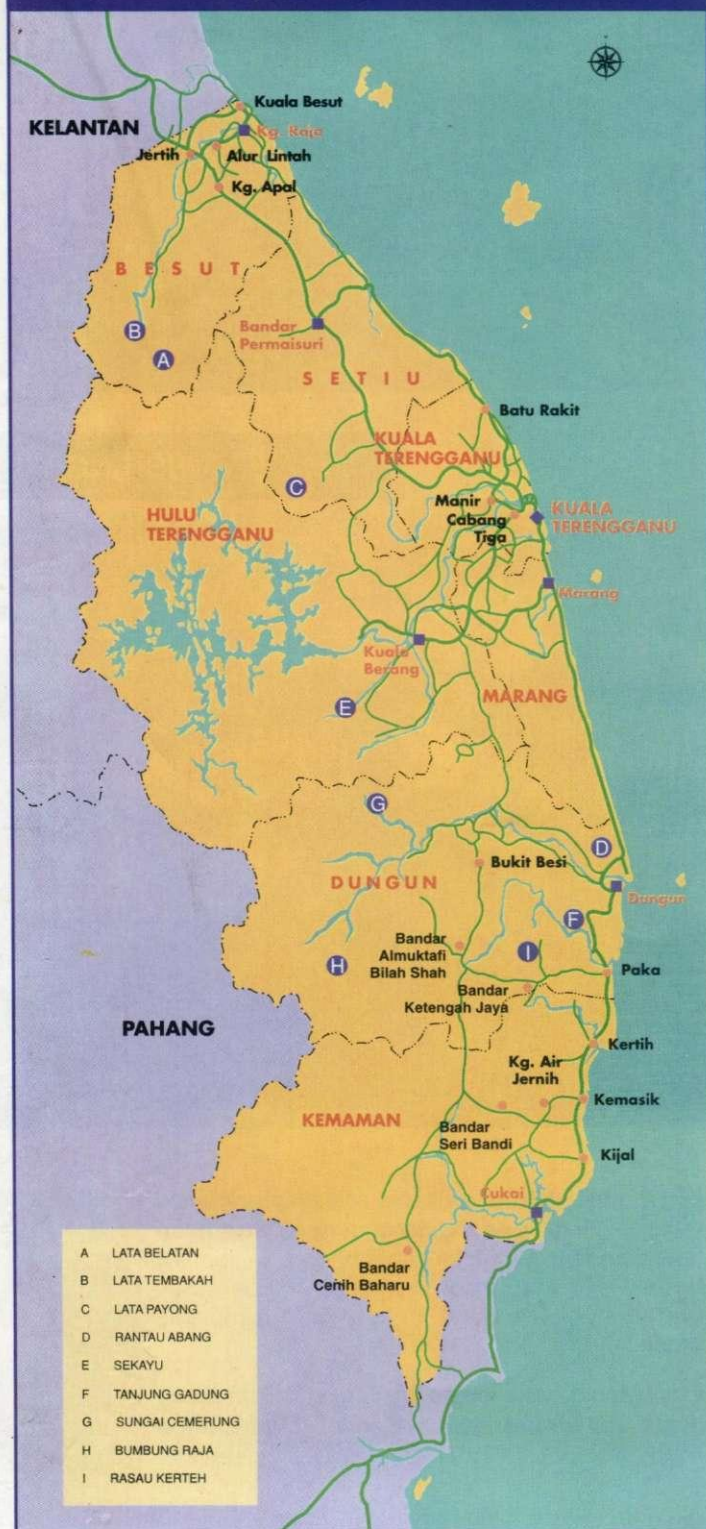 Kuala Besut
KELANTAN
Kg. Raja
Jertih
Alur Lintah
Kg. Apal
BESUT
B
A
Bandar
Permaisuri
SETIU
Batu Rakit
KUALA
TERENGGANU
C
Manir
Cabang
Tiga
KUALA
TERENGGANU
HULU
TERENGGANU
Marang
Kuala
Berang
E
MARANG
G
D
Bukit Besi
DUNGUN
Dungun
F
Bandar
Almuktafi
Bilah Shah
I
H
Paka
Bandar
Ketengah Jaya
PAHANG
Kertih
Kg. Air
Jernih
Kemasik
KEMAMAN
Bandar
Seri Bandi
Kijal
Cukai
Bandar
Cenih Baharu
A LATA BELATAN
B LATA TEMBAKAH
C LATA PAYONG
D RANTAU ABANG
E SEKAYU
F TANJUNG GADUNG
G SUNGAI CEMERUNG
H BUMBUNG RAJA
I RASAU KERTEH